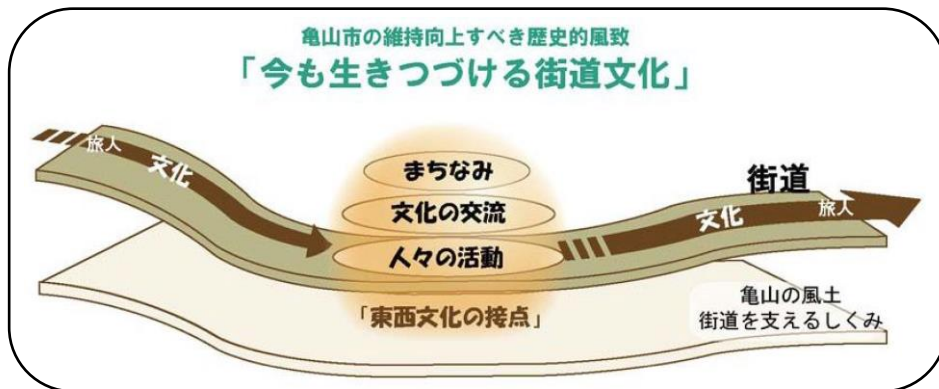 亀山市の維持向上すべき歴史的風致
「今も生きつづける街道文化」
旅人
文化
まちなみ
文化の交流
人々の活動
「東西文化の接点」
街道
文化
旅人
亀山の風土
街道を支えるしくみ